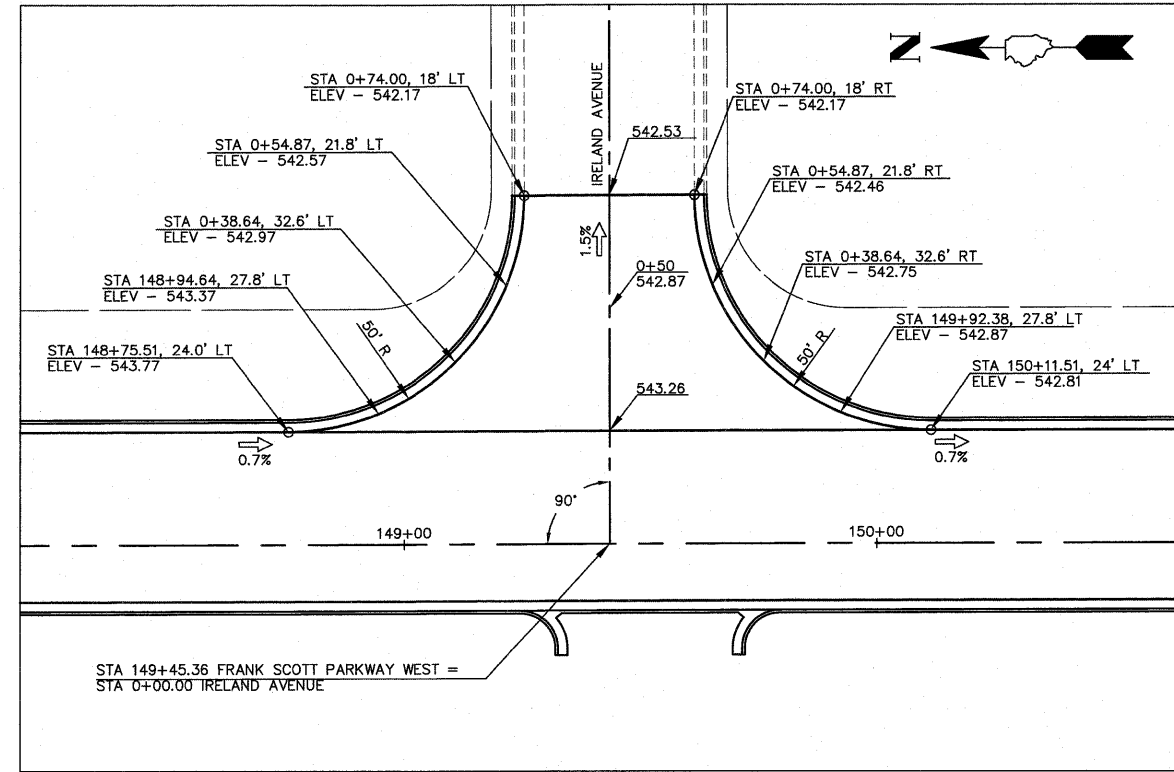 N
STA 0+74.00, 18' LT
ELEV - 542.17
STA 0+54.87, 21.8' LT
ELEV - 542.57
STA 0+38.64, 32.6' LT
ELEV - 542.97
STA 148+94.64, 27.8' LT
ELEV - 543.37
STA 148+75.51, 24.0' LT
ELEV - 543.77
50' R
0.7%
IRELAND AVENUE
1.5%
542.53
0+50
542.87
543.26
STA 0+74.00, 18' RT
ELEV - 542.17
STA 0+54.87, 21.8' RT
ELEV - 542.46
STA 0+38.64, 32.6' RT
ELEV - 542.75
STA 149+92.38, 27.8' LT
ELEV - 542.87
STA 150+11.51, 24' LT
ELEV - 542.81
50' R
0.7%
90°
149+00
150+00
STA 149+45.36 FRANK SCOTT PARKWAY WEST =
STA 0+00.00 IRELAND AVENUE